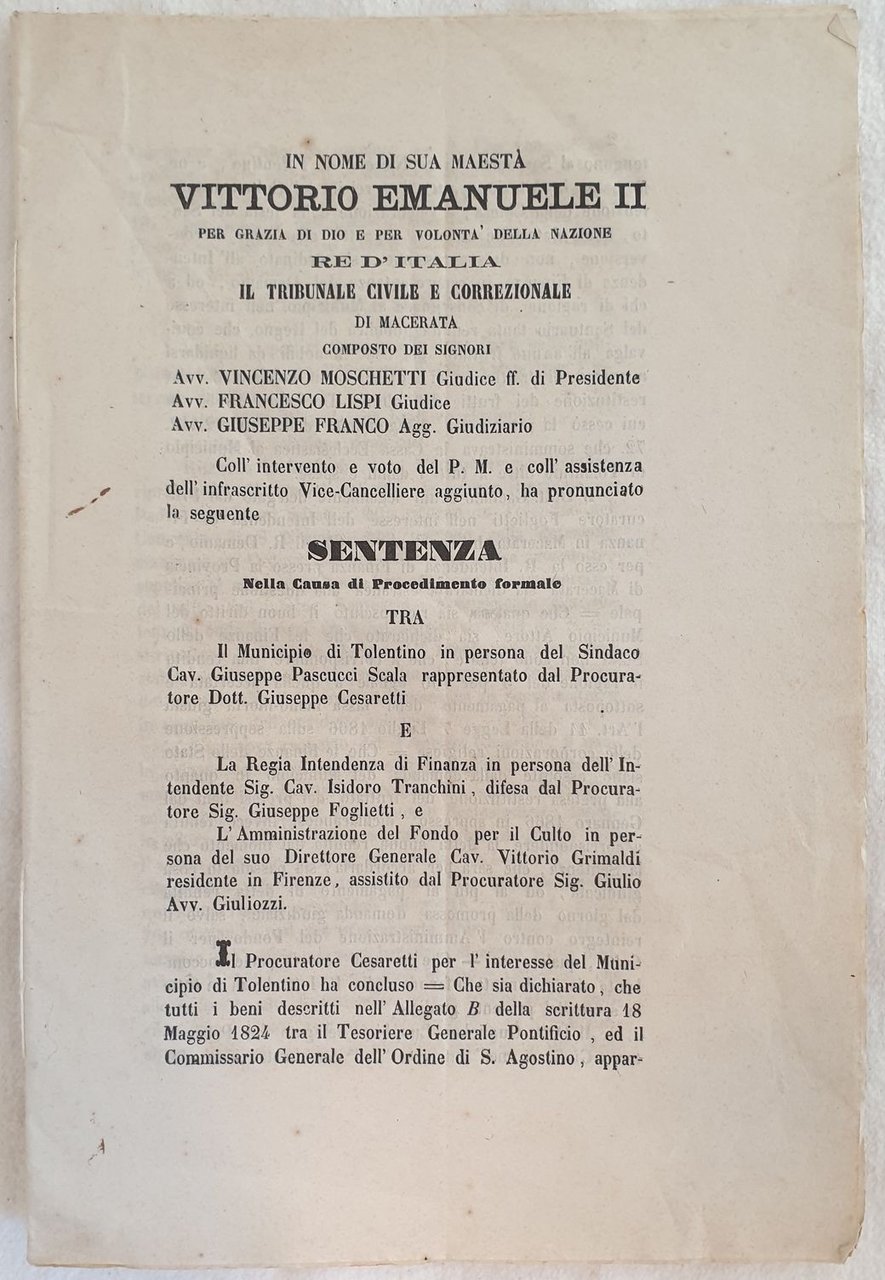 IN NOME DI SUA MAESTÀ
VITTORIO EMANUELE II
PER GRAZIA DI DIO E PER VOLONTA' DELLA NAZIONE
RE D' ITALIA
IL TRIBUNALE CIVILE E CORREZIONALE
DI MACERATA
COMPOSTO DEI SIGNORI
Avv. VINCENZO MOSCHETTI Giudice ff. di Presidente
Avv. FRANCESCO LISPI Giudice
Avv. GIUSEPPE FRANCO Agg. Giudiziario
Coll' intervento e voto del P. M. e coll' assistenza
dell' infrascritto Vice-Cancelliere aggiunto, ha pronunciato
la seguente
SENTENZA
Nella Causa di Procedimento formale
TRA
Il Municipio di Tolentino in persona del Sindaco
Cav. Giuseppe Pascucci Scala rappresentato dal Procura-
tore Dott. Giuseppe Cesaretti
E
La Regia Intendenza di Finanza in persona dell' In-
tendente Sig. Cav. Isidoro Tranchini, difesa dal Procura-
tore Sig. Giuseppe Foglietti, e
L' Amministrazione del Fondo per il Culto in per-
sona del suo Direttore Generale Cav. Vittorio Grimaldi
residente in Firenze, assistito dal Procuratore Sig. Giulio
Avv. Giuliozzi.
Il Procuratore Cesaretti per l' interesse del Muni-
cipio di Tolentino ha concluso = Che sia dichiarato, che
tutti i beni descritti nell' Allegato B della scrittura 18
Maggio 1824 tra il Tesoriere Generale Pontificio, ed il
Commissario Generale dell' Ordine di S. Agostino, appar-